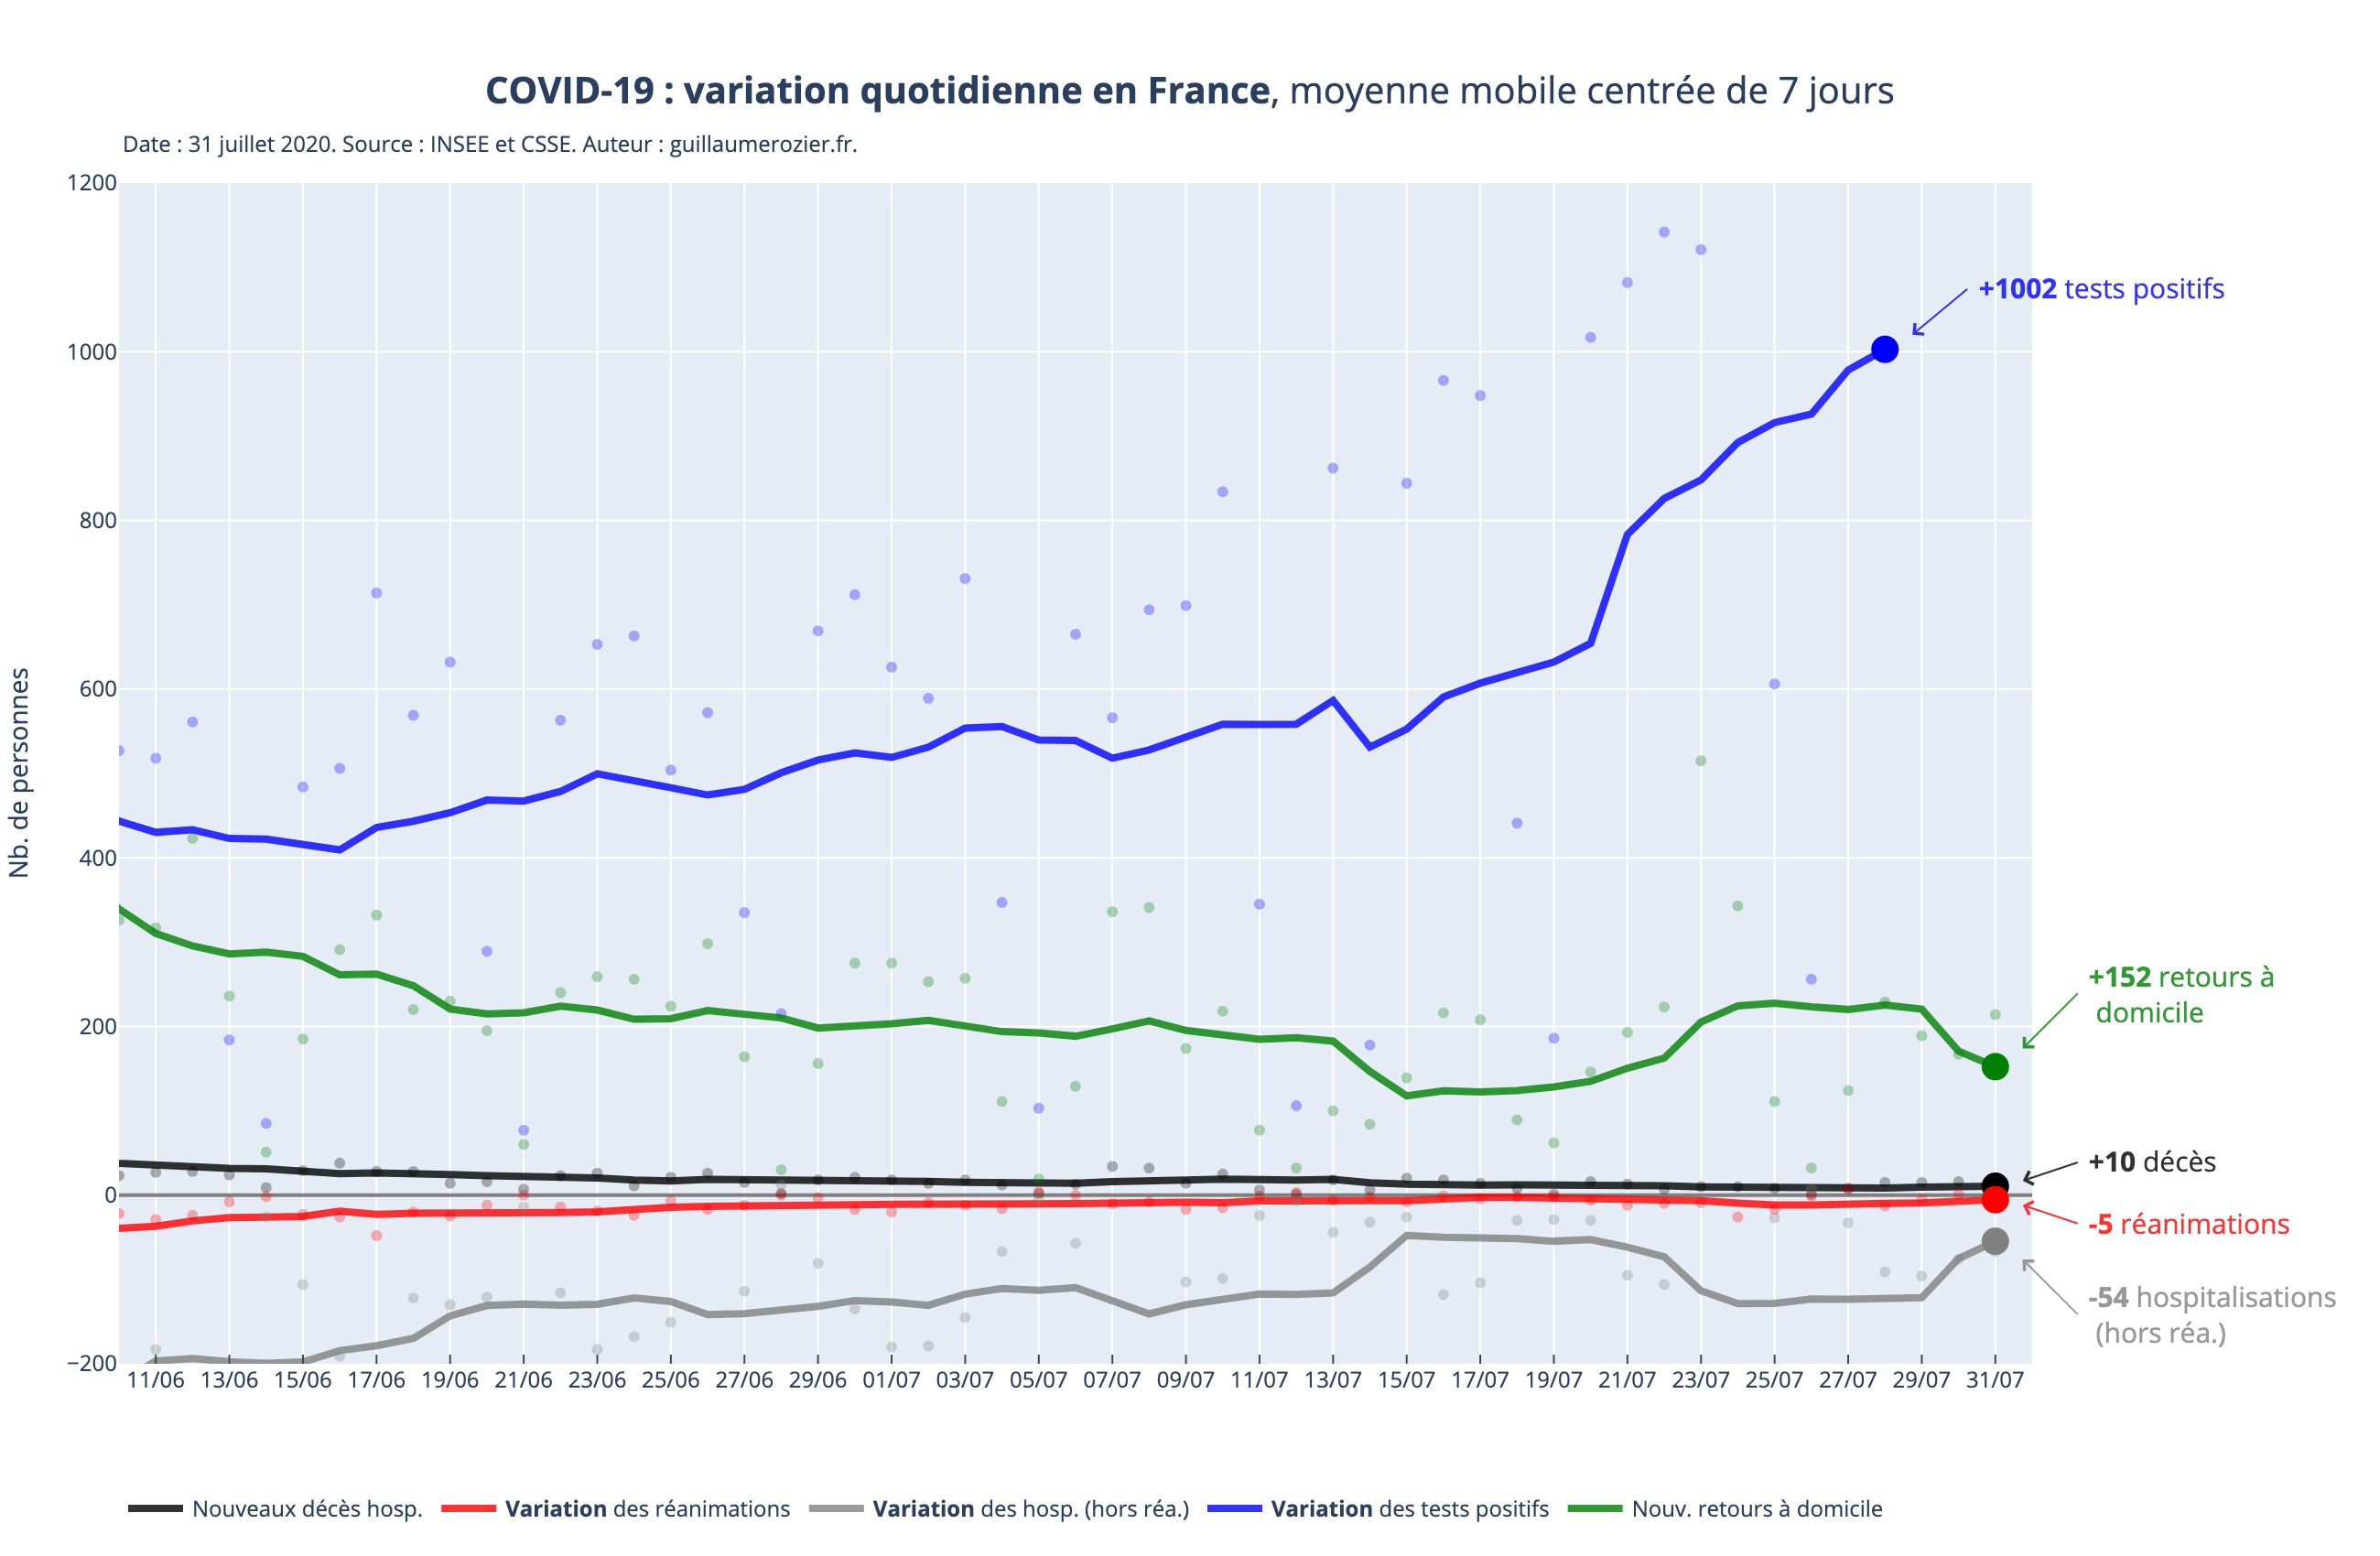 COVID-19 : variation quotidienne en France, moyenne mobile centrée de 7 jours
Date : 31 juillet 2020. Source : INSEE et CSSE. Auteur : guillaumerozier.fr.
Nb. de personnes
1200
1000
800
600
400
200
0
−200
+1002 tests positifs
+152 retours à
domicile
+10 décès
-5 réanimations
-54 hospitalisations
(hors réa.)
11/06 13/06 15/06 17/06 19/06 21/06 23/06 25/06 27/06 29/06 01/07 03/07 05/07 07/07 09/07 11/07 13/07 15/07 17/07 19/07 21/07 23/07 25/07 27/07 29/07 31/07
Nouveaux décès hosp. Variation des réanimations Variation des hosp. (hors réa.) Variation des tests positifs Nouv. retours à domicile